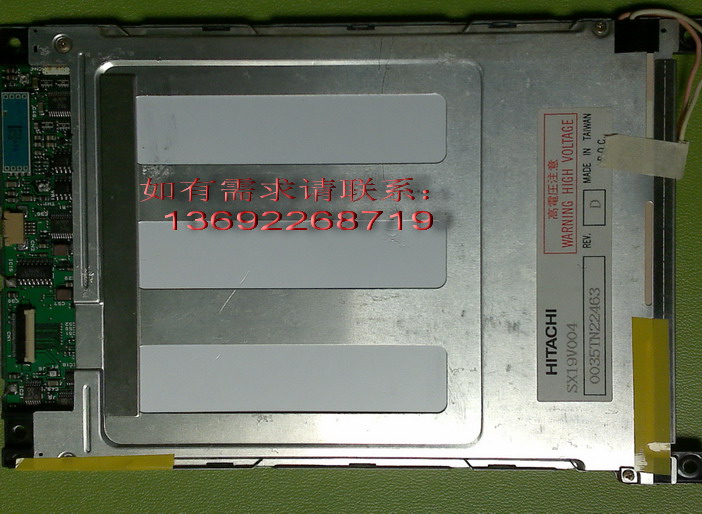 如有需求请联系:
13692268719
高電圧注意
WARNING HIGH VOLTAGE
REV. D MADE IN TAIWAN
R.O.C.
HITACHI
SX19V004
0035TN22463